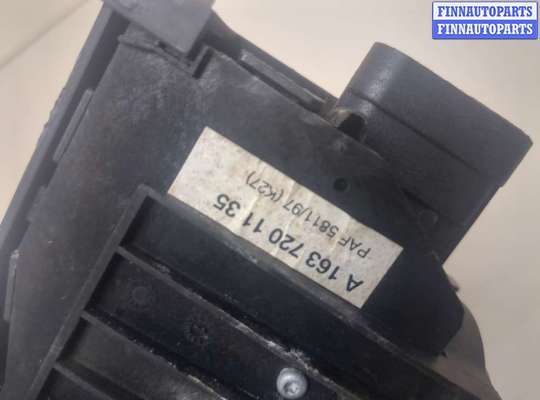 FINNAUTOPARTS
FINNAUTOPARTS
A 163 720 11 35
PAF 5811/97 (K27)